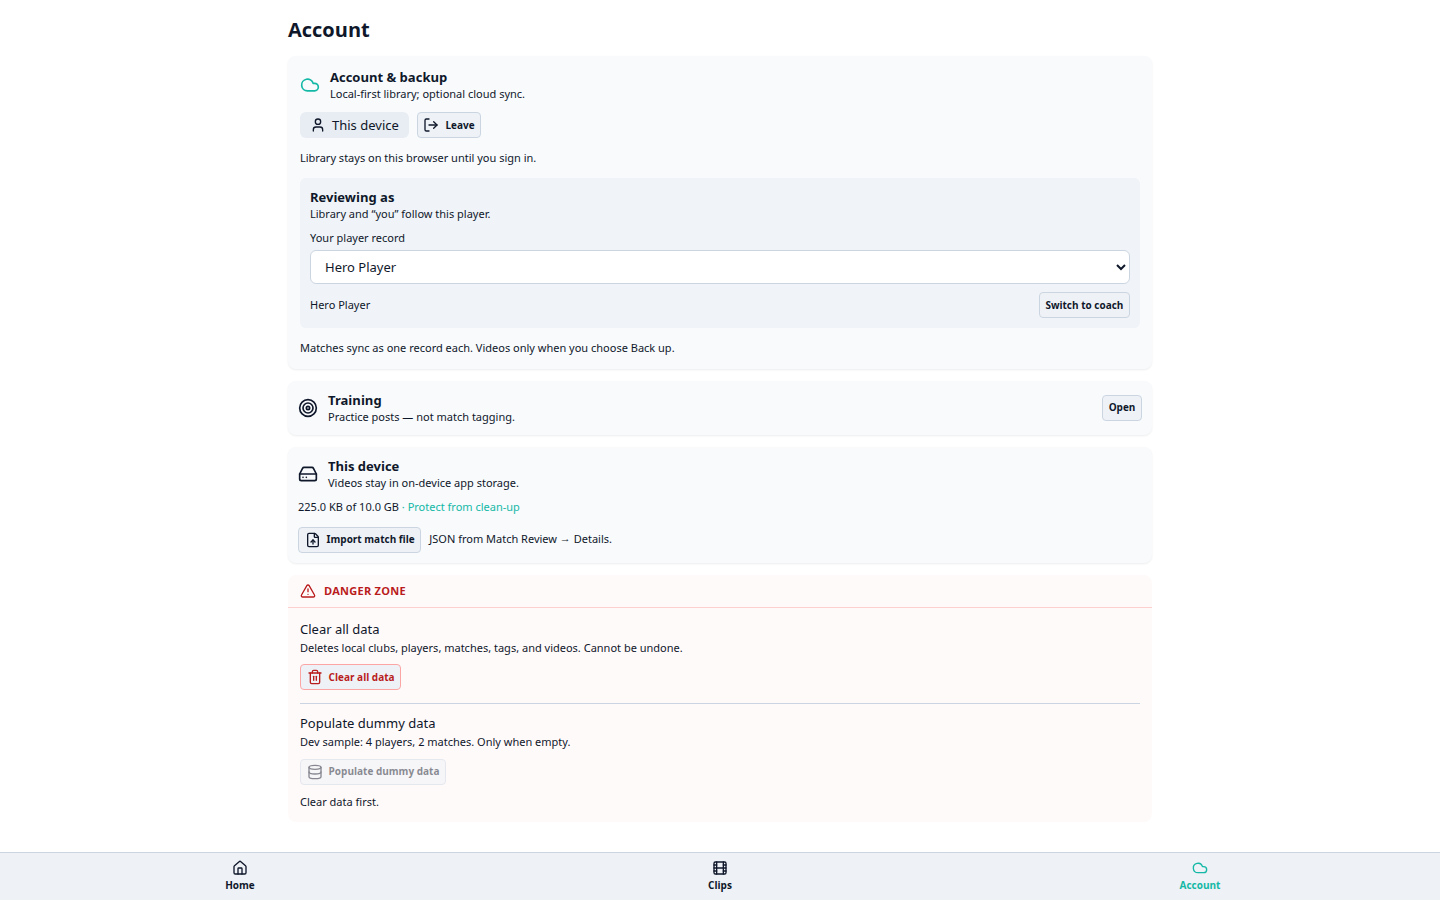 Account
Account & backup
Local-first library; optional cloud sync.
This device
Leave
Library stays on this browser until you sign in.
Reviewing as
Library and “you” follow this player.
Your player record
Hero Player
Hero Player
Switch to coach
Matches sync as one record each. Videos only when you choose Back up.
Training
Practice posts — not match tagging.
Open
This device
Videos stay in on-device app storage.
225.0 KB of 10.0 GB · Protect from clean-up
Import match file
JSON from Match Review → Details.
DANGER ZONE
Clear all data
Deletes local clubs, players, matches, tags, and videos. Cannot be undone.
Clear all data
Populate dummy data
Dev sample: 4 players, 2 matches. Only when empty.
Populate dummy data
Clear data first.
Home
Clips
Account